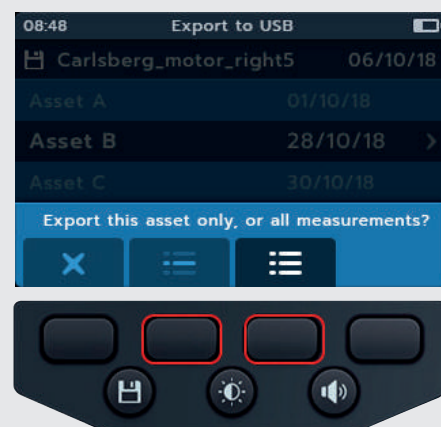 08:48 Export to USB
Carlsberg_motor_right5 06/10/18
Asset A 01/10/18
Asset B 28/10/18
Asset C 30/10/18
Export this asset only, or all measurements?